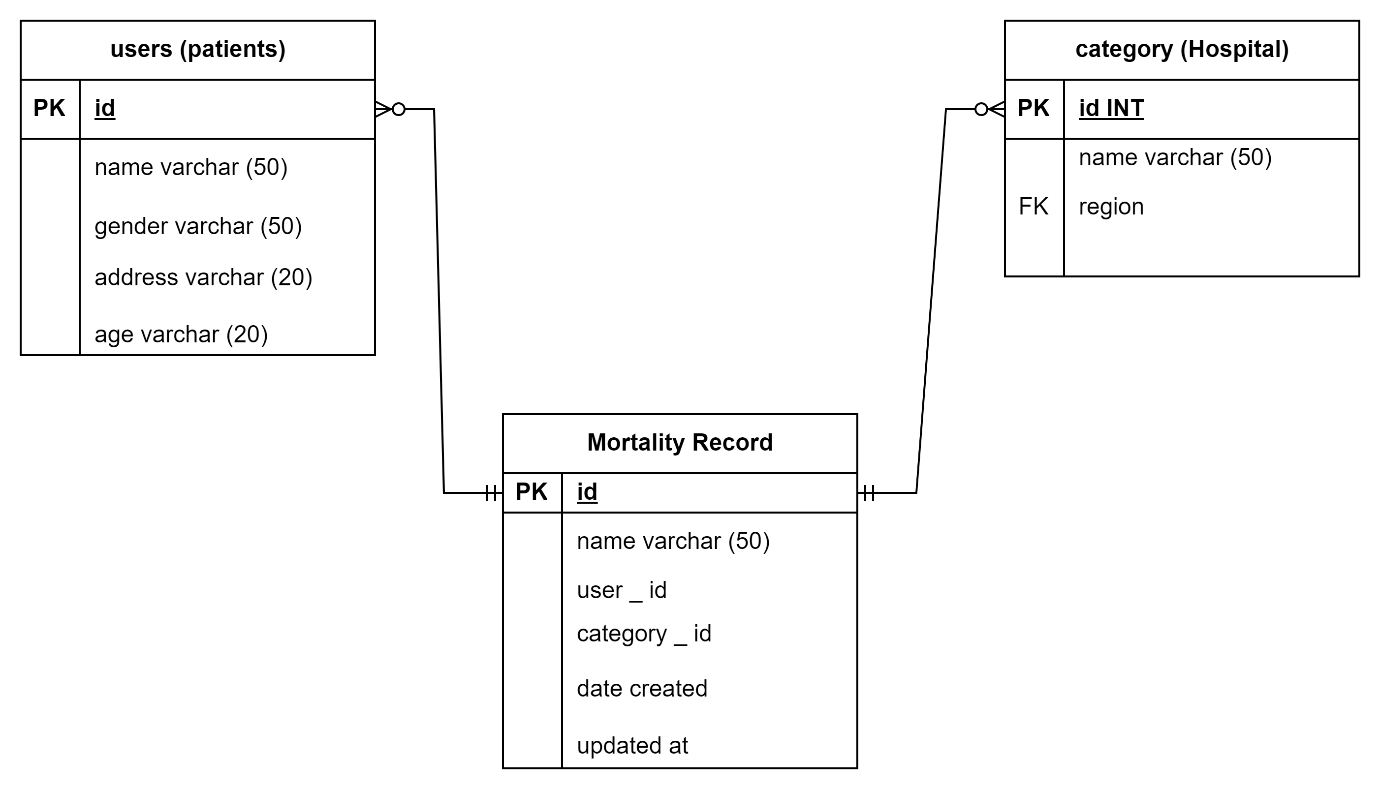 users (patients)
PK id
name varchar (50)
gender varchar (50)
address varchar (20)
age varchar (20)
category (Hospital)
PK id INT
name varchar (50)
FK region
Mortality Record
PK id
name varchar (50)
user _ id
category _ id
date created
updated at